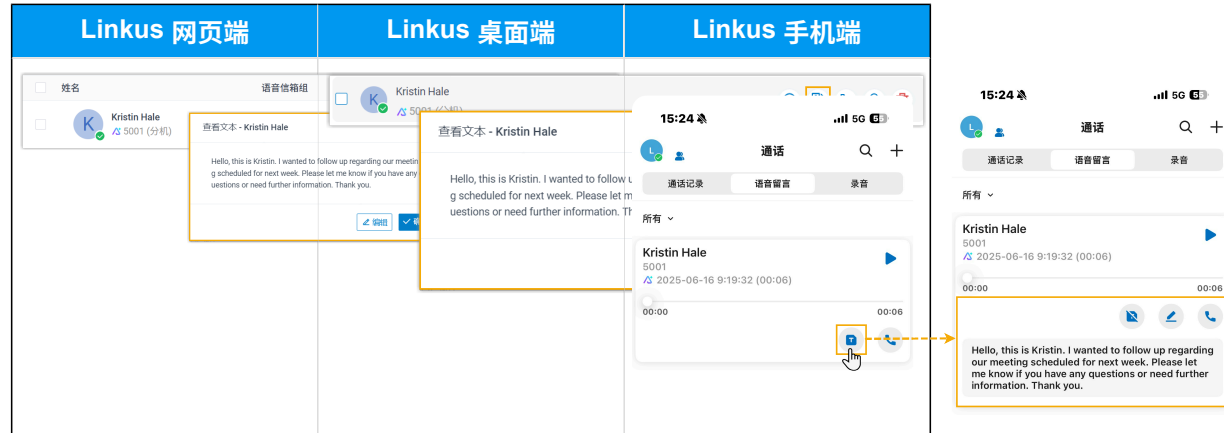 Linkus 网页端
Linkus 桌面端
Linkus 手机端
姓名
语音信箱组
K
Kristin Hale
5001 (分机)
查看文本 - Kristin Hale
Hello, this is Kristin. I wanted to follow up regarding our meetin
g scheduled for next week. Please let me know if you have any
uestions or need further information. Thank you.
编辑
K
Kristin Hale
查看文本 - Kristin Hale
Hello, this is Kristin. I wanted to follow
g scheduled for next week. Please let
uestions or need further information.
15:24
5G
L
通话
通话记录
语音留言
录音
所有
Kristin Hale
5001
2025-06-16 9:19:32 (00:06)
00:00
00:06
15:24
5G
L
通话
通话记录
语音留言
录音
所有
Kristin Hale
5001
2025-06-16 9:19:32 (00:06)
00:00
00:06
Hello, this is Kristin. I wanted to follow up regarding
our meeting scheduled for next week. Please let
me know if you have any questions or need further
information. Thank you.